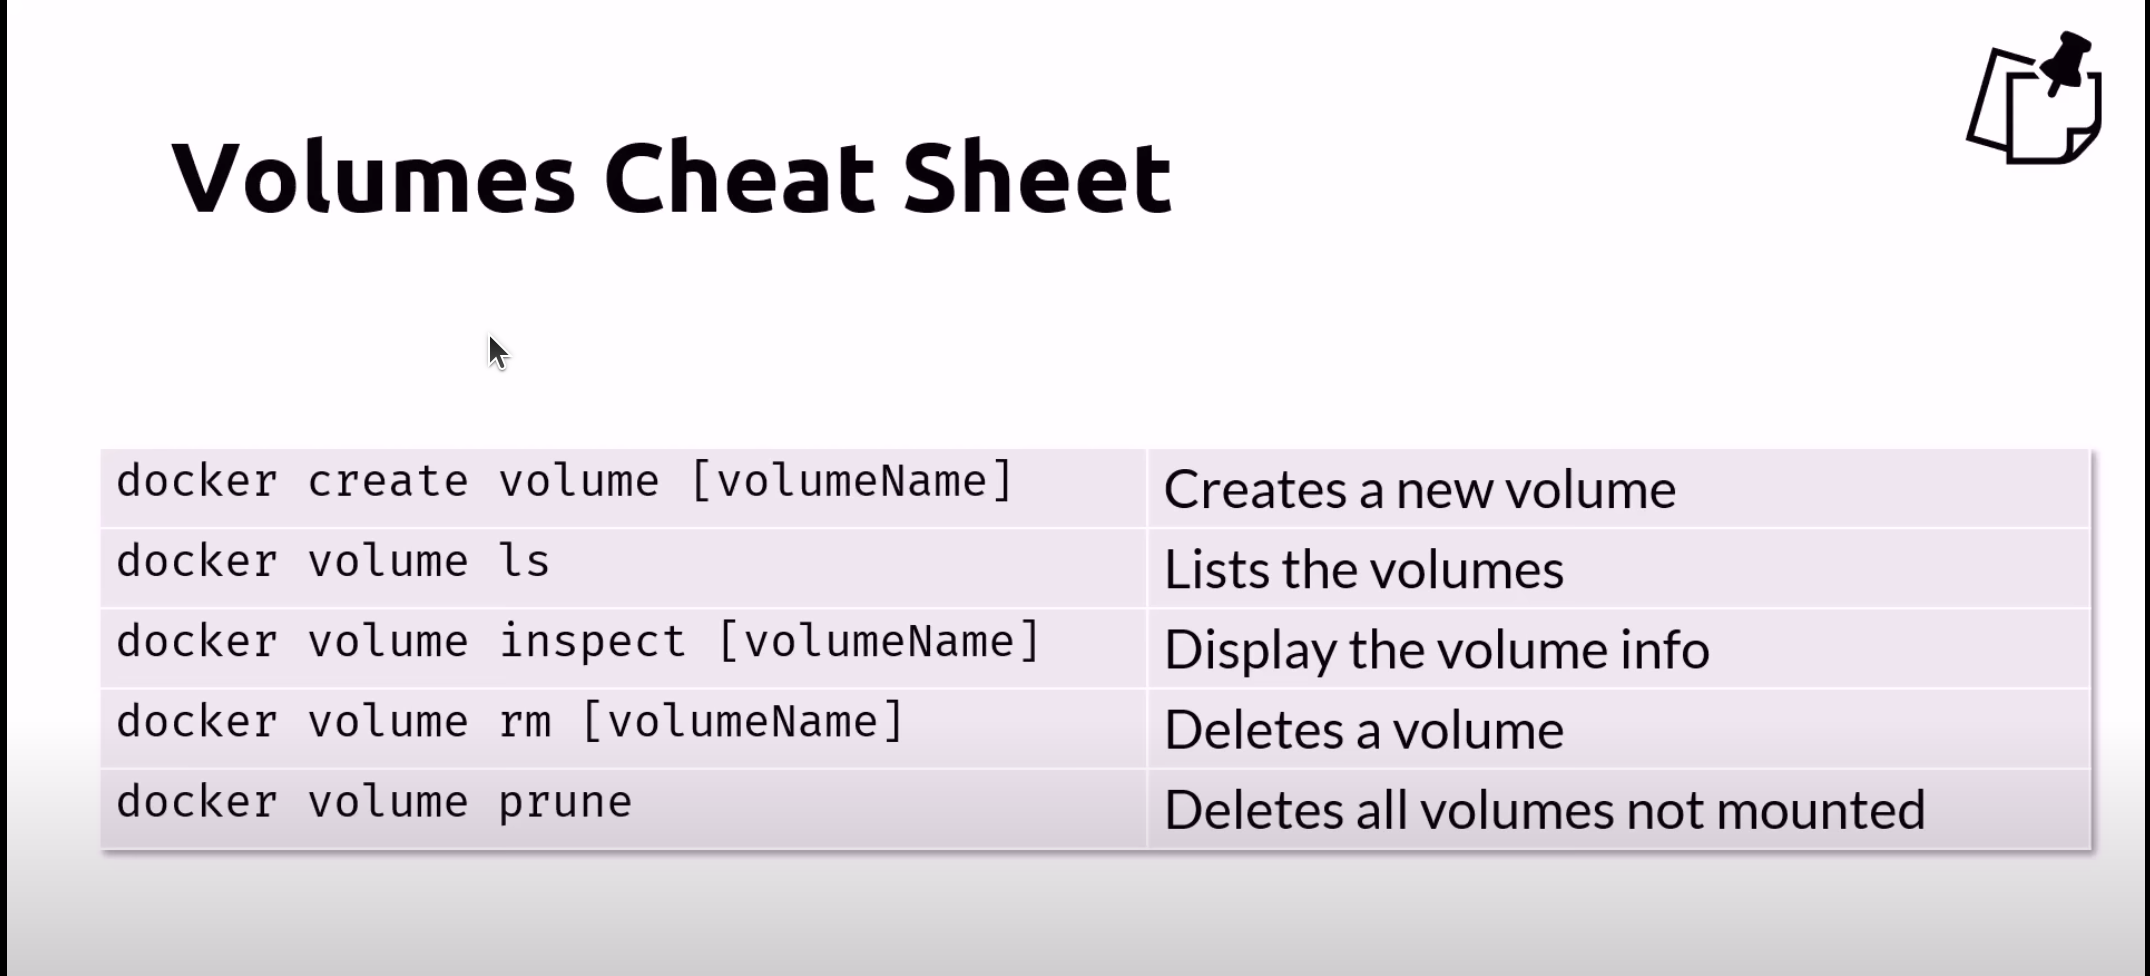 Volumes Cheat Sheet
docker create volume [volumeName] Creates a new volume
docker volume ls Lists the volumes
docker volume inspect [volumeName] Display the volume info
docker volume rm [volumeName] Deletes a volume
docker volume prune Deletes all volumes not mounted